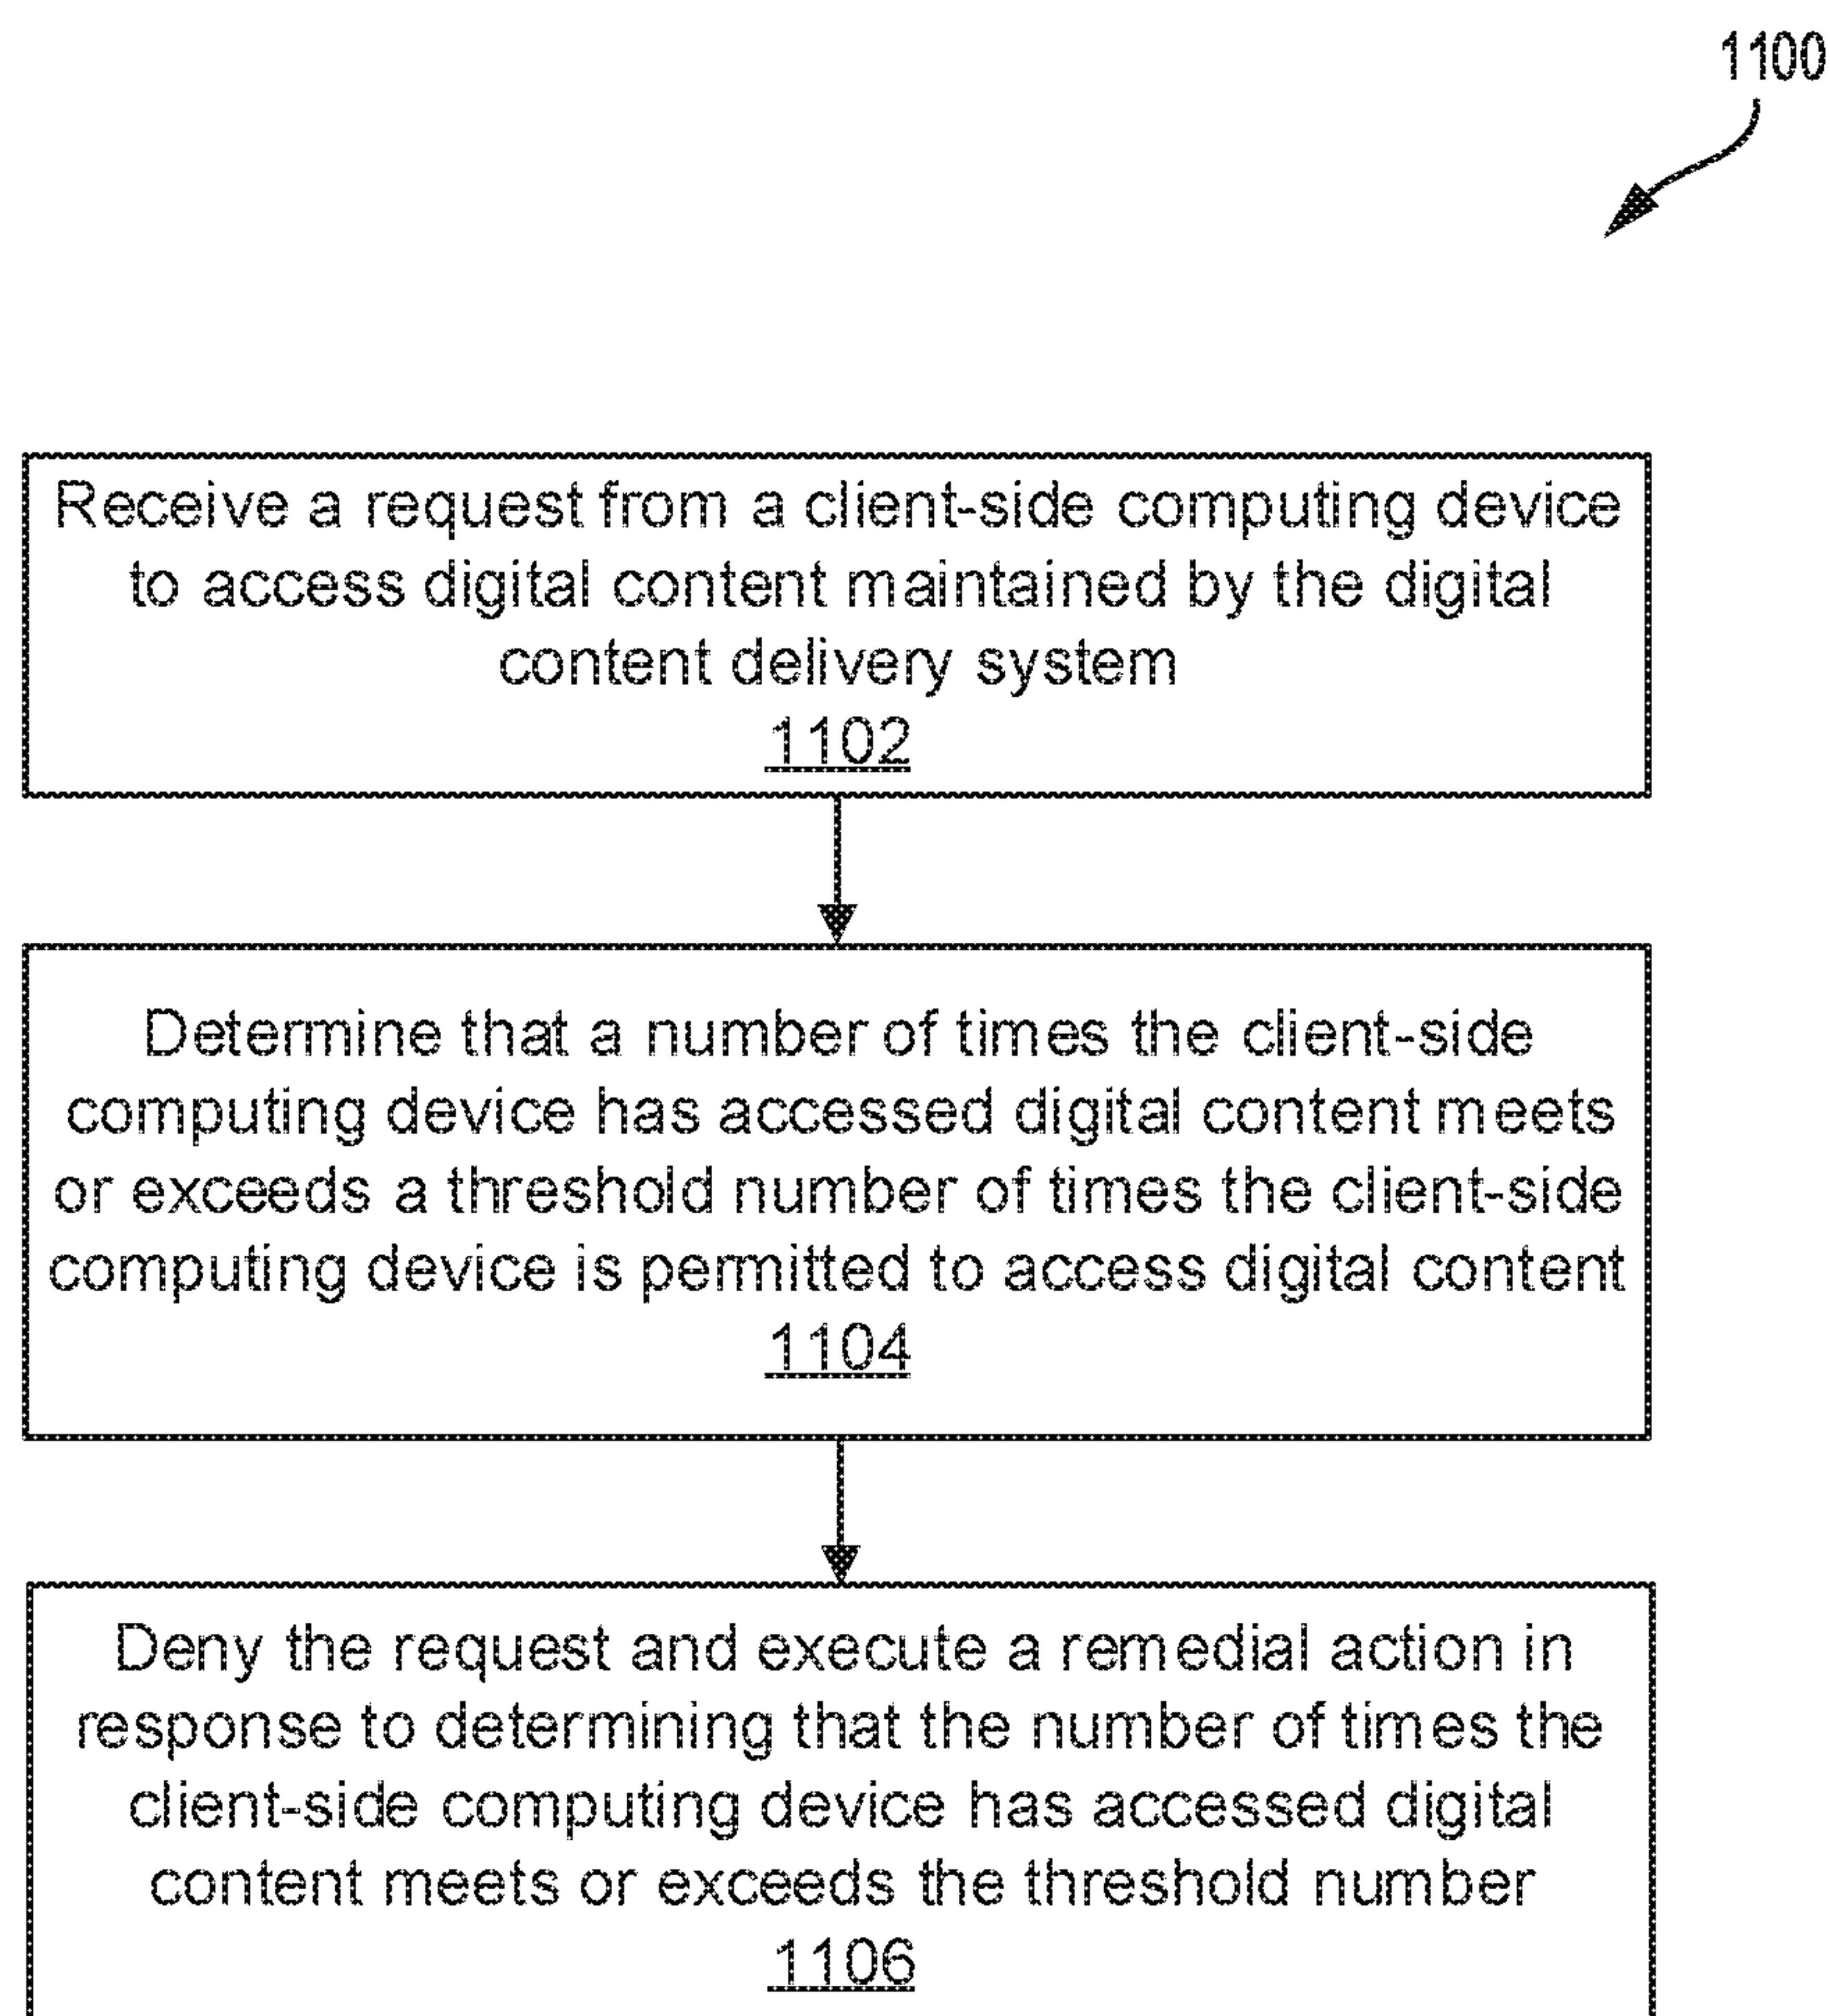 1100
Receive a request from a client-side computing device
to access digital content maintained by the digital
content delivery system
1102
Determine that a number of times the client-side
computing device has accessed digital content meets
or exceeds a threshold number of times the client-side
computing device is permitted to access digital content
1104
Deny the request and execute a remedial action in
response to determining that the number of times the
client-side computing device has accessed digital
content meets or exceeds the threshold number
1106